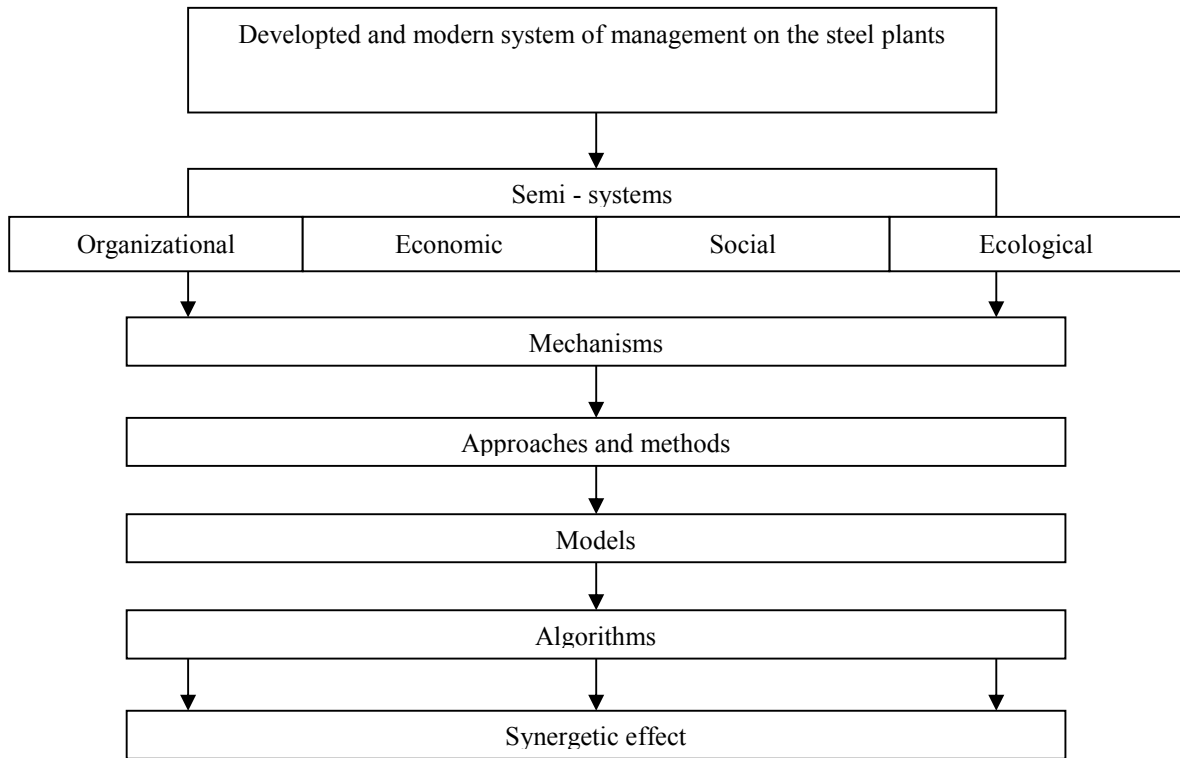 Developted and modern system of management on the steel plants
Semi - systems
Organizational Economic Social Ecological
Mechanisms
Approaches and methods
Models
Algorithms
Synergetic effect